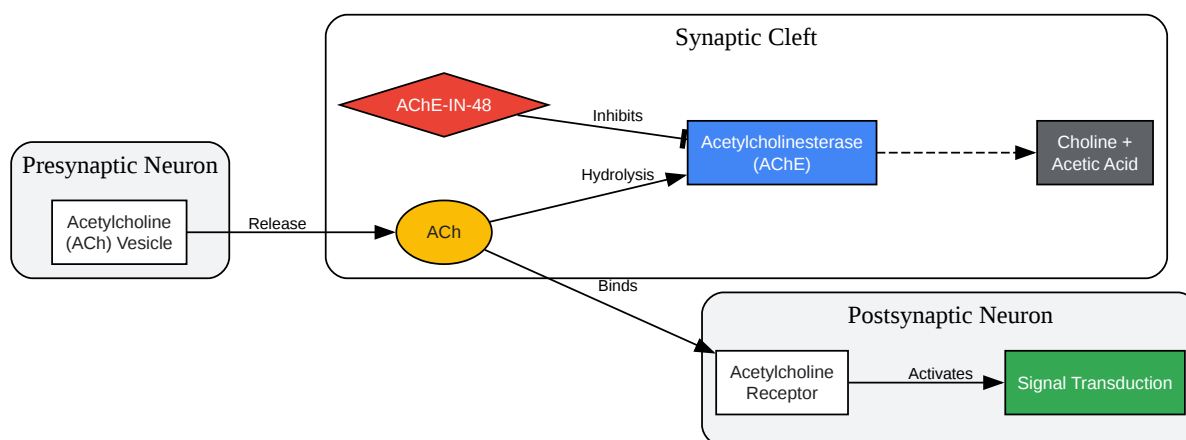 Synaptic Cleft
AChE-IN-48
Inhibits
Acetylcholinesterase
(AChE)
Choline +
Acetic Acid
Presynaptic Neuron
Hydrolysis
Acetylcholine
(ACh) Vesicle
Release
ACh
Binds
Postsynaptic Neuron
Acetylcholine
Receptor
Activates
Signal Transduction